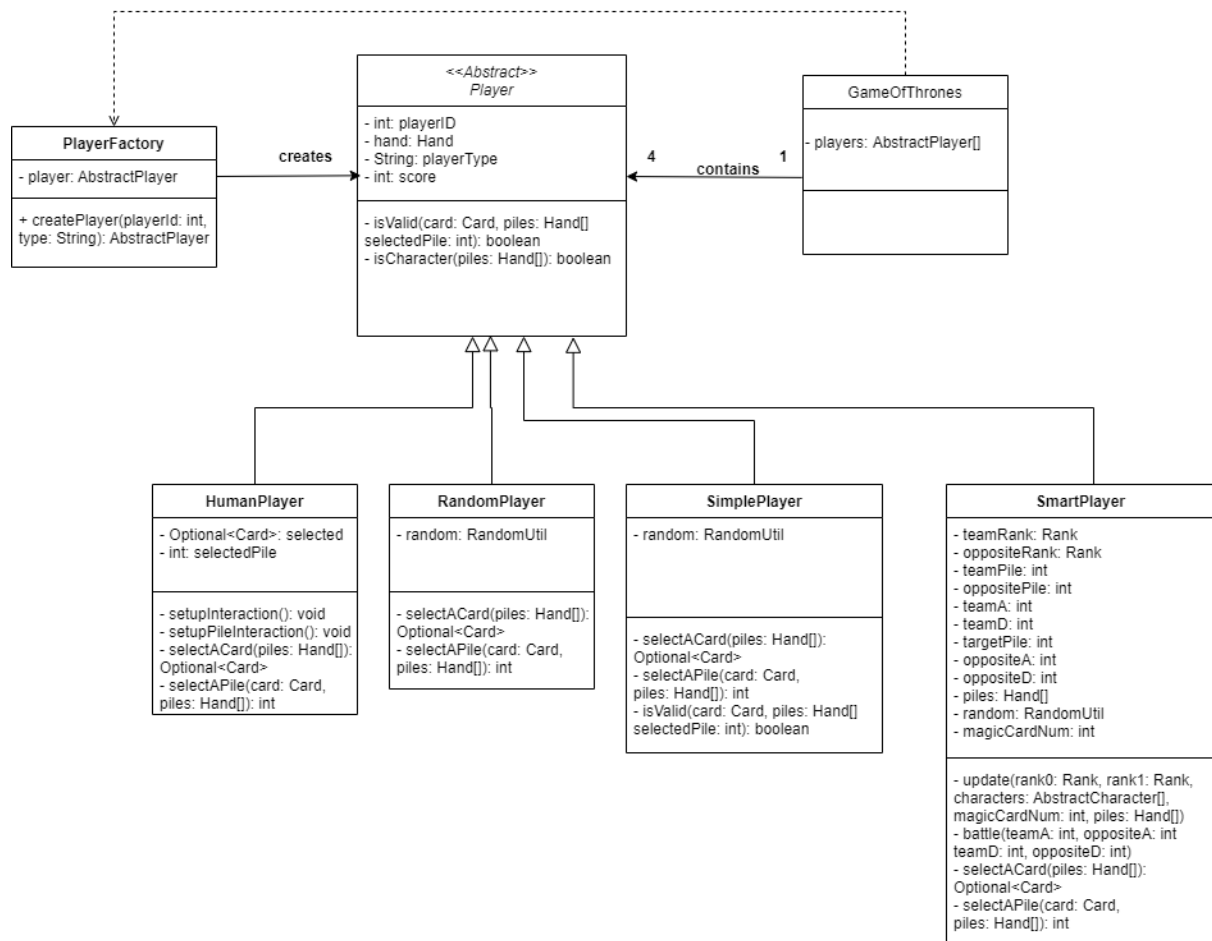 <<Abstract>>
Player
- int: playerID
- hand: Hand
- String: playerType
- int: score
- isValid(card: Card, piles: Hand[]
selectedPile: int): boolean
- isCharacter(piles: Hand[]): boolean
GameOfThrones
- players: AbstractPlayer[]
PlayerFactory
- player: AbstractPlayer
+ createPlayer(playerId: int,
type: String): AbstractPlayer
creates
4
1
contains
HumanPlayer
- Optional<Card>: selected
- int: selectedPile
- setupInteraction(): void
- setupPileInteraction(): void
- selectACard(piles: Hand[]):
Optional<Card>
- selectAPile(card: Card,
piles: Hand[]): int
RandomPlayer
- random: RandomUtil
- selectACard(piles: Hand[]):
Optional<Card>
- selectAPile(card: Card,
piles: Hand[]): int
SimplePlayer
- random: RandomUtil
- selectACard(piles: Hand[]):
Optional<Card>
- selectAPile(card: Card,
piles: Hand[]): int
- isValid(card: Card, piles: Hand[]
selectedPile: int): boolean
SmartPlayer
- teamRank: Rank
- oppositeRank: Rank
- teamPile: int
- oppositePile: int
- teamA: int
- teamD: int
- targetPile: int
- oppositeA: int
- oppositeD: int
- piles: Hand[]
- random: RandomUtil
- magicCardNum: int
- update(rank0: Rank, rank1: Rank,
characters: AbstractCharacter[],
magicCardNum: int, piles: Hand[])
- battle(teamA: int, oppositeA: int
teamD: int, oppositeD: int)
- selectACard(piles: Hand[]):
Optional<Card>
- selectAPile(card: Card,
piles: Hand[]): int